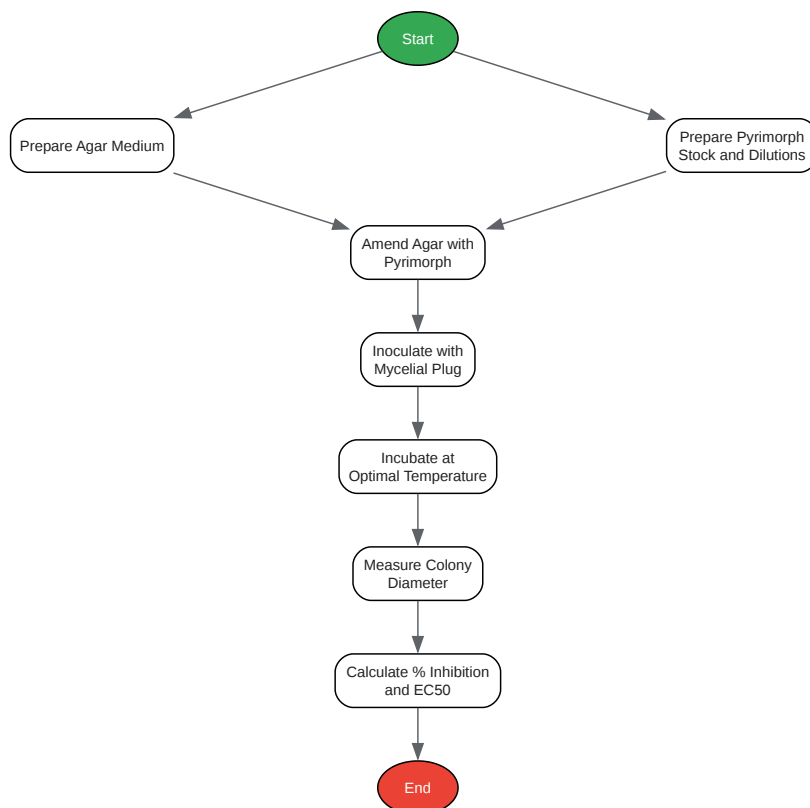 Start
Prepare Agar Medium
Prepare Pyrimorph
Stock and Dilutions
Amend Agar with
Pyrimorph
Inoculate with
Mycelial Plug
Incubate at
Optimal Temperature
Measure Colony
Diameter
Calculate % Inhibition
and EC50
End